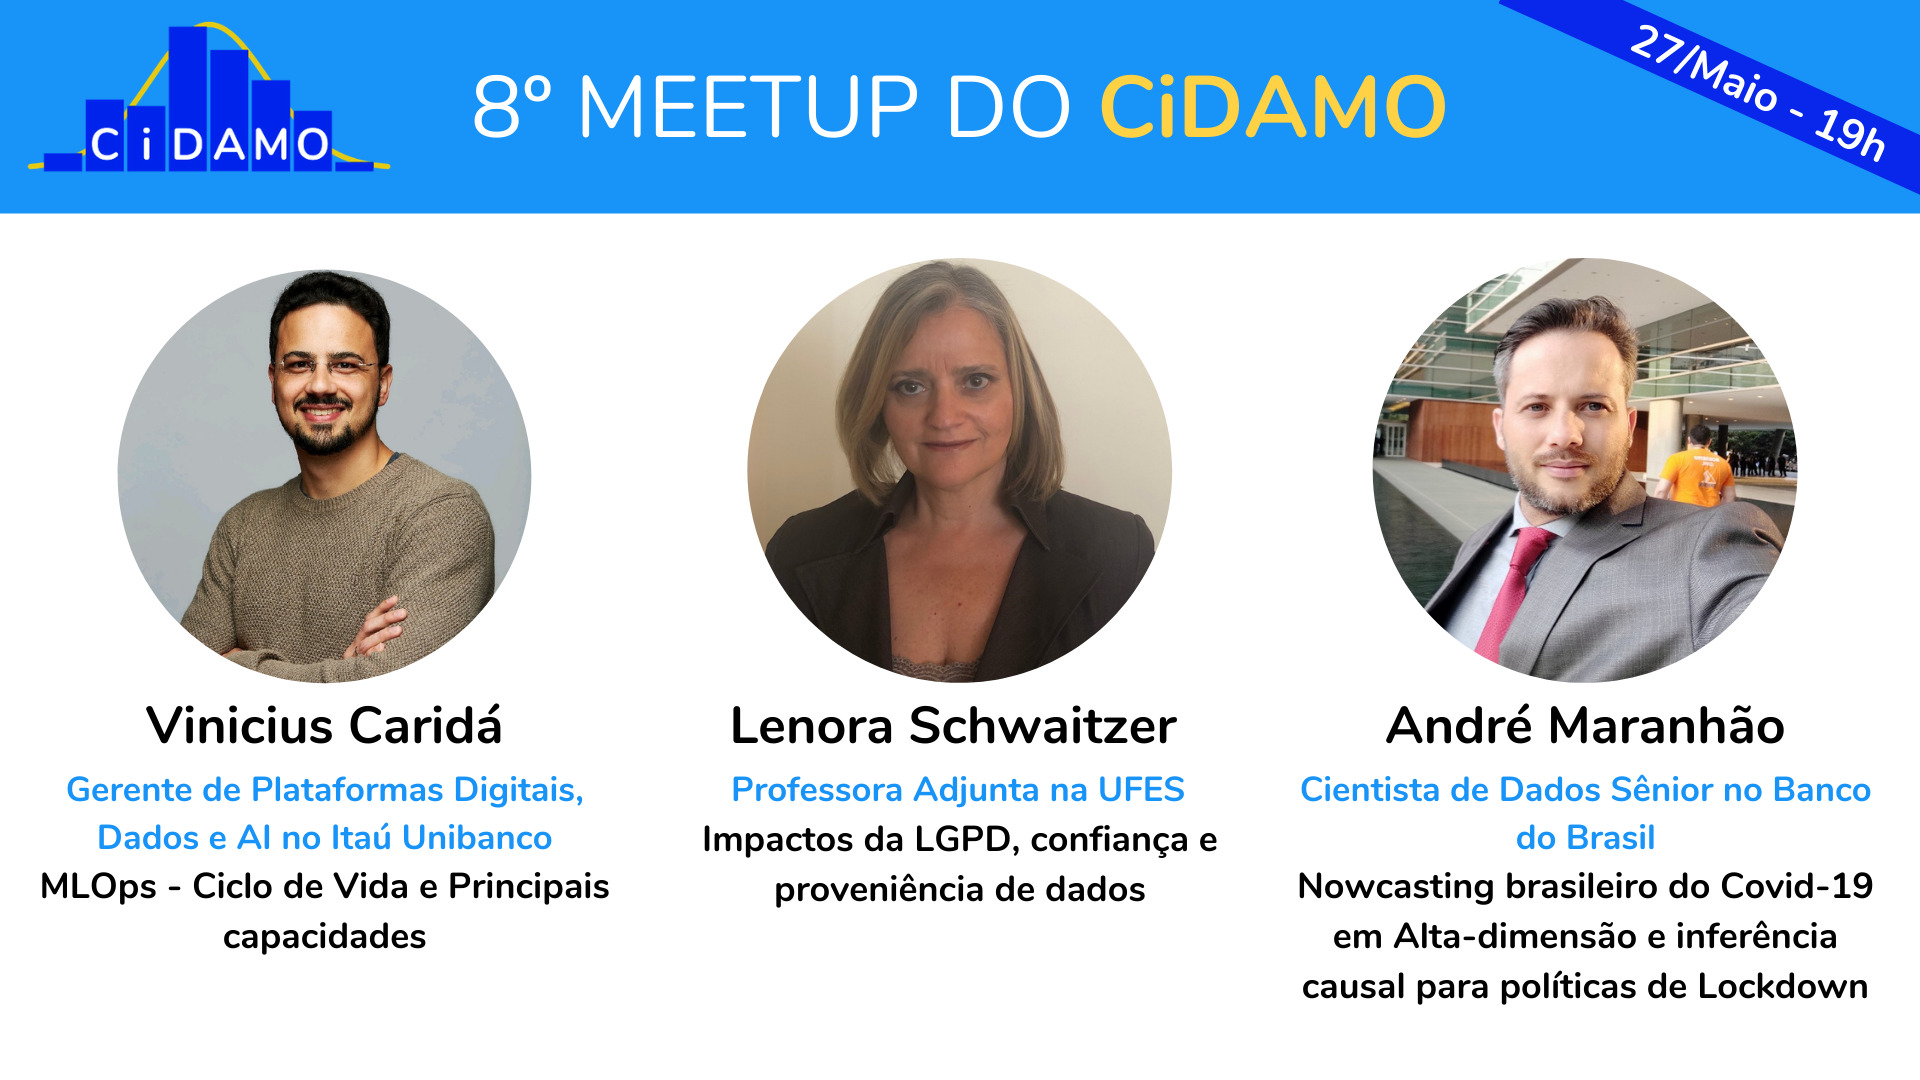 CiDAMO
8º MEETUP DO CiDAMO
27/Maio - 19h
Vinicius Caridá
Gerente de Plataformas Digitais,
Dados e AI no Itaú Unibanco
MLOps - Ciclo de Vida e Principais
capacidades
Lenora Schwaitzer
Professora Adjunta na UFES
Impactos da LGPD, confiança e
proveniência de dados
André Maranhão
Cientista de Dados Sênior no Banco
do Brasil
Nowcasting brasileiro do Covid-19
em Alta-dimensão e inferência
causal para políticas de Lockdown